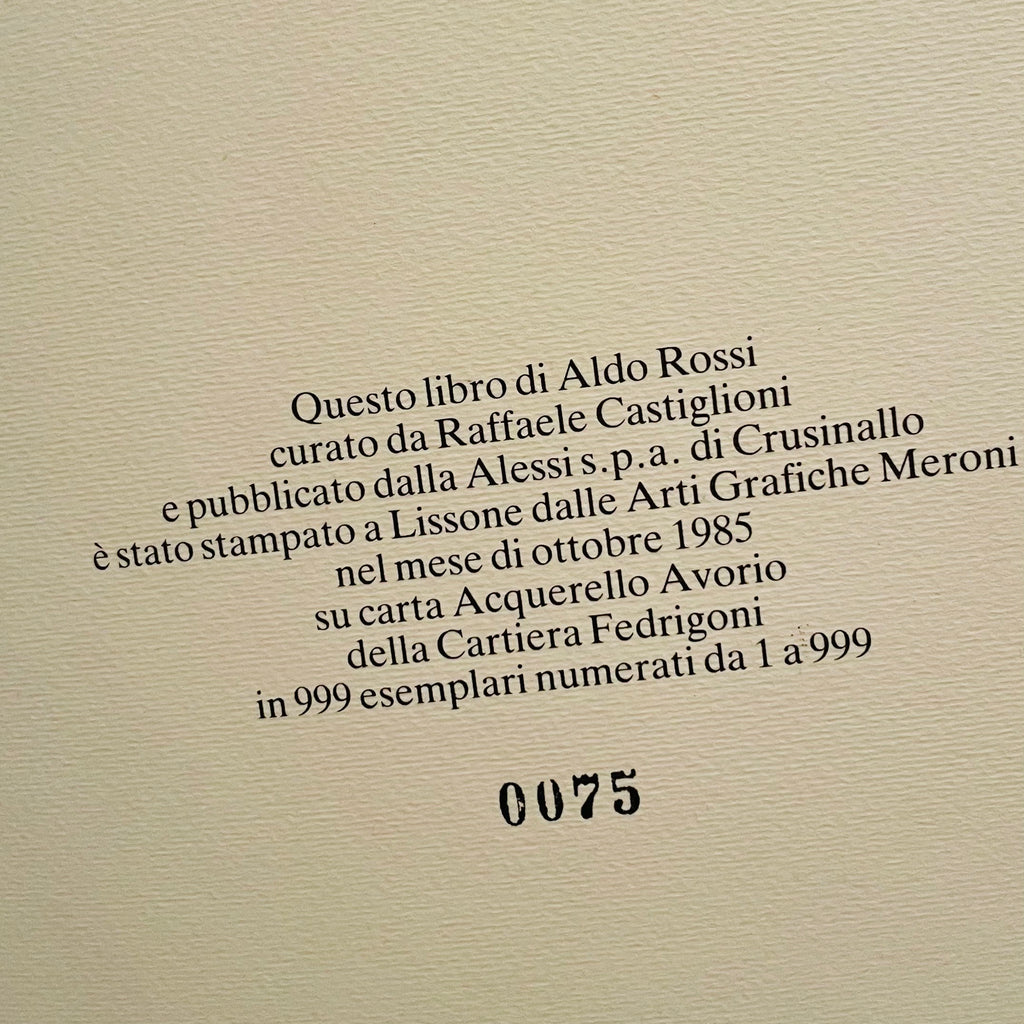 Questo libro di Aldo Rossi
curato da Raffaele Castiglioni
e pubblicato dalla Alessi s.p.a. di Crusinallo
è stato stampato a Lissone dalle Arti Grafiche Meroni
nel mese di ottobre 1985
su carta Acquerello Avorio
della Cartiera Fedrigoni
in 999 esemplari numerati da 1 a 999
0075